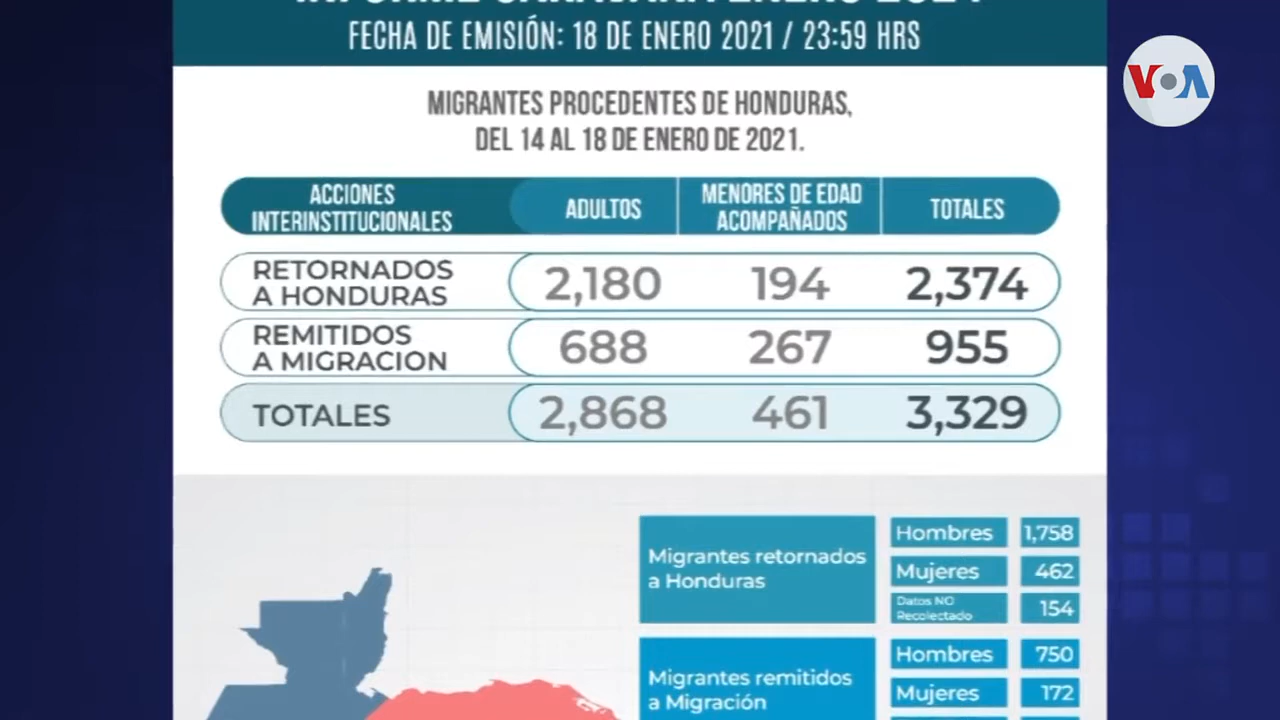 FECHA DE EMISIÓN: 18 DE ENERO 2021 / 23:59 HRS
VOA
MIGRANTES PROCEDENTES DE HONDURAS,
DEL 14 AL 18 DE ENERO DE 2021.
ACCIONES
INTERINSTITUCIONALES
ADULTOS
MENORES DE EDAD
ACOMPAÑADOS
TOTALES
RETORNADOS
A HONDURAS
2,180
194
2,374
REMITIDOS
A MIGRACION
688
267
955
TOTALES
2,868
461
3,329
Migrantes retornados
a Honduras
Hombres
1,758
Mujeres
462
Datos NO
Recolectado
154
Migrantes remitidos
a Migración
Hombres
750
Mujeres
172